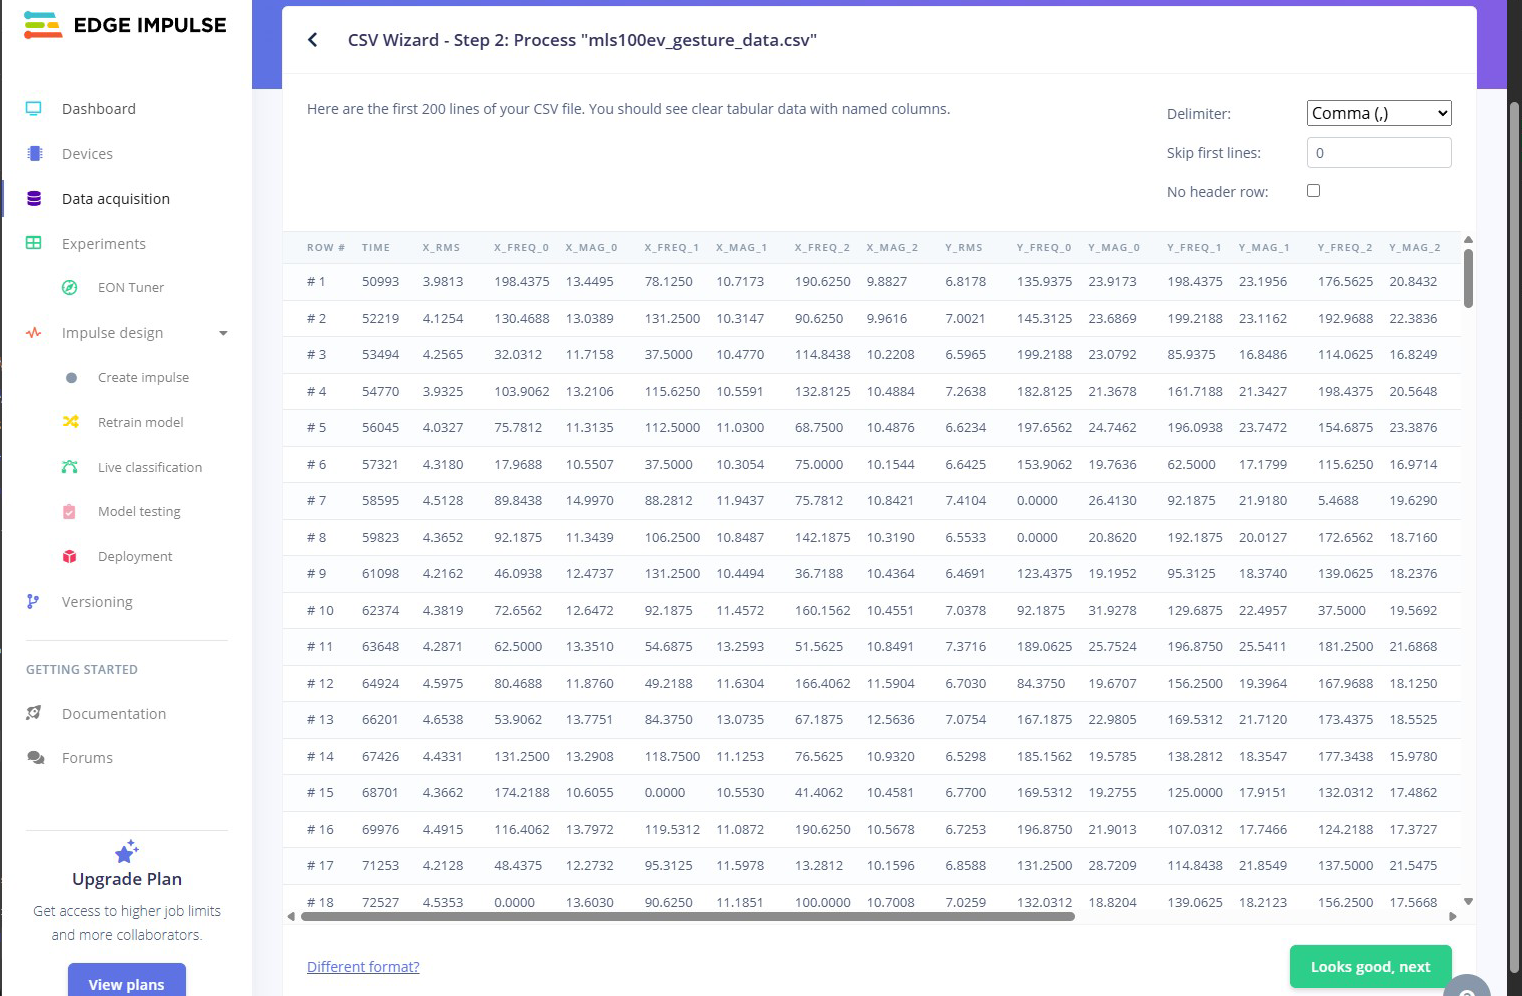 EDGE IMPULSE
Dashboard
Devices
Data acquisition
Experiments
EON Tuner
Impulse design
Create impulse
Retrain model
Live classification
Model testing
Deployment
Versioning
GETTING STARTED
Documentation
Forums
Upgrade Plan
Get access to higher job limits
and more collaborators.
View plans
CSV Wizard - Step 2: Process "mls100ev_gesture_data.csv"
Here are the first 200 lines of your CSV file. You should see clear tabular data with named columns.
Delimiter: Comma (,)
Skip first lines: 0
No header row:
ROW # TIME X_RMS X_FREQ_0 X_MAG_0 X_FREQ_1 X_MAG_1 X_FREQ_2 X_MAG_2 Y_RMS Y_FREQ_0 Y_MAG_0 Y_FREQ_1 Y_MAG_1 Y_FREQ_2 Y_MAG_2
# 1 50993 3.9813 198.4375 13.4495 78.1250 10.7173 190.6250 9.8827 6.8178 135.9375 23.9173 198.4375 23.1956 176.5625 20.8432
# 2 52219 4.1254 130.4688 13.0389 131.2500 10.3147 90.6250 9.9616 7.0021 145.3125 23.6869 199.2188 23.1162 192.9688 22.3836
# 3 53494 4.2565 32.0312 11.7158 37.5000 10.4770 114.8438 10.2208 6.5965 199.2188 23.0792 85.9375 16.8486 114.0625 16.8249
# 4 54770 3.9325 103.9062 13.2106 115.6250 10.5591 132.8125 10.4884 7.2638 182.8125 21.3678 161.7188 21.3427 198.4375 20.5648
# 5 56045 4.0327 75.7812 11.3135 112.5000 11.0300 68.7500 10.4876 6.6234 197.6562 24.7462 196.0938 23.7472 154.6875 23.3876
# 6 57321 4.3180 17.9688 10.5507 37.5000 10.3054 75.0000 10.1544 6.6425 153.9062 19.7636 62.5000 17.1799 115.6250 16.9714
# 7 58595 4.5128 89.8438 14.9970 88.2812 11.9437 75.7812 10.8421 7.4104 0.0000 26.4130 92.1875 21.9180 5.4688 19.6290
# 8 59823 4.3652 92.1875 11.3439 106.2500 10.8487 142.1875 10.3190 6.5533 0.0000 20.8620 192.1875 20.0127 172.6562 18.7160
# 9 61098 4.2162 46.0938 12.4737 131.2500 10.4494 36.7188 10.4364 6.4691 123.4375 19.1952 95.3125 18.3740 139.0625 18.2376
# 10 62374 4.3819 72.6562 12.6472 92.1875 11.4572 160.1562 10.4551 7.0378 92.1875 31.9278 129.6875 22.4957 37.5000 19.5692
# 11 63648 4.2871 62.5000 13.3510 54.6875 13.2593 51.5625 10.8491 7.3716 189.0625 25.7524 196.8750 25.5411 181.2500 21.6868
# 12 64924 4.5975 80.4688 11.8760 49.2188 11.6304 166.4062 11.5904 6.7030 84.3750 19.6707 156.2500 19.3964 167.9688 18.1250
# 13 66201 4.6538 53.9062 13.7751 84.3750 13.0735 67.1875 12.5636 7.0754 167.1875 22.9805 169.5312 21.7120 173.4375 18.5525
# 14 67426 4.4331 131.2500 13.2908 118.7500 11.1253 76.5625 10.9320 6.5298 185.1562 19.5785 138.2812 18.3547 177.3438 15.9780
# 15 68701 4.3662 174.2188 10.6055 0.0000 10.5530 41.4062 10.4581 6.7700 169.5312 19.2755 125.0000 17.9151 132.0312 17.4862
# 16 69976 4.4915 116.4062 13.7972 119.5312 11.0872 190.6250 10.5678 6.7253 196.8750 21.9013 107.0312 17.7466 124.2188 17.3727
# 17 71253 4.2128 48.4375 12.2732 95.3125 11.5978 13.2812 10.1596 6.8588 131.2500 28.7209 114.8438 21.8549 137.5000 21.5475
# 18 72527 4.5353 0.0000 13.6030 90.6250 11.1851 100.0000 10.7008 7.0259 132.0312 18.8204 139.0625 18.2123 156.2500 17.5668
Different format?
Looks good, next